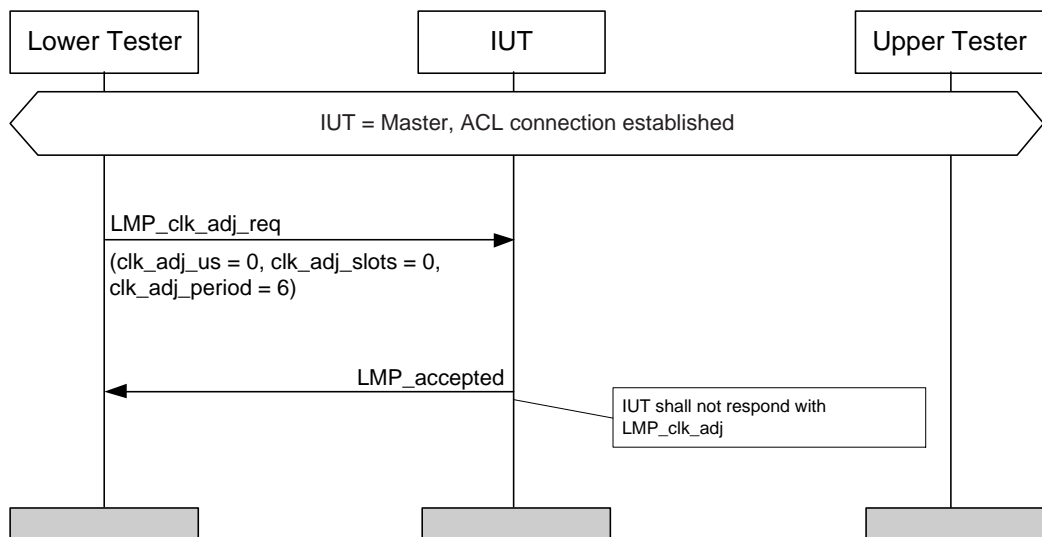 Lower Tester
IUT
Upper Tester
IUT = Master, ACL connection established
LMP_clk_adj_req
(clk_adj_us = 0, clk_adj_slots = 0,
clk_adj_period = 6)
LMP_accepted
IUT shall not respond with
LMP_clk_adj